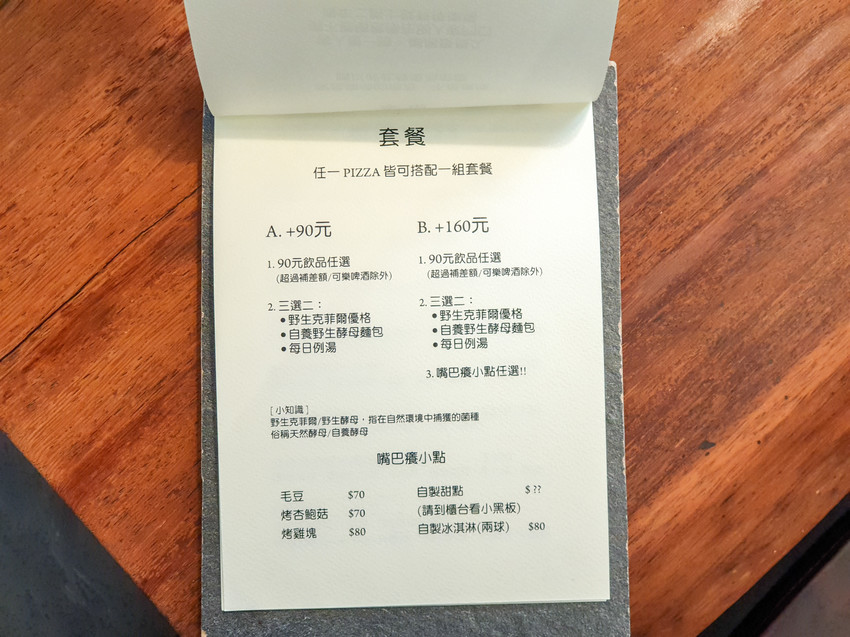 套餐
任一 PIZZA 皆可搭配一組套餐
A. +90元
1. 90元飲品任選
(超過補差額/可樂啤酒除外)
2. 三選二：
●野生克菲爾優格
●自養野生酵母麵包
●每日例湯
B. +160元
1. 90元飲品任選
(超過補差額/可樂啤酒除外)
2. 三選二：
●野生克菲爾優格
●自養野生酵母麵包
●每日例湯
3. 嘴巴癢小點任選!!
[ 小知識 ]
野生克菲爾/野生酵母，指在自然環境中捕獲的菌種
俗稱天然酵母/自養酵母
嘴巴癢小點
毛豆 $70
烤杏鮑菇 $70
烤雞塊 $80
自製甜點 $ ??
(請到櫃台看小黑板)
自製冰淇淋(兩球) $80